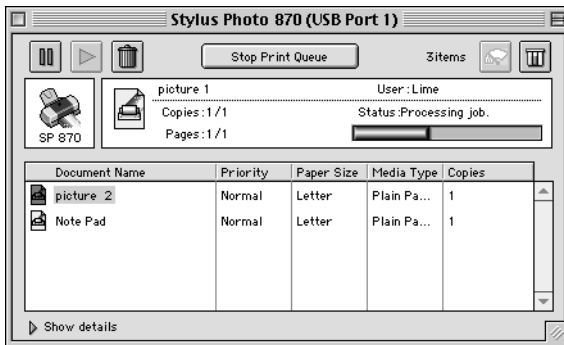 Stylus Photo 870 (USB Port 1)
Stop Print Queue
3items
picture 1
User:Lime
Copies:1/1
Status:Processing job.
SP 870
Pages:1/1
Document Name Priority Paper Size Media Type Copies
picture 2 Normal Letter Plain Pa... 1
Note Pad Normal Letter Plain Pa... 1
Show details